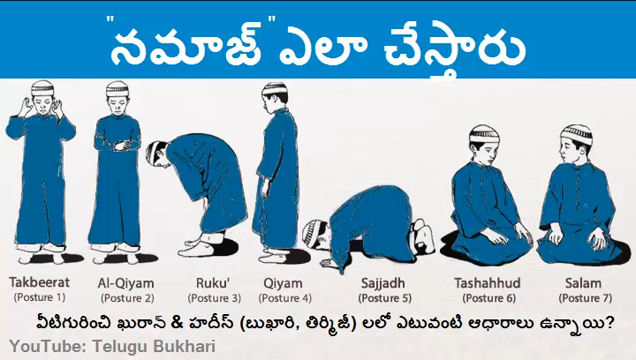 "నమాజ్" ఎలా చేస్తారు
Takbeerat Al-Qiyam Ruku' Qiyam Sajjadh Tashahhud Salam
(Posture 1) (Posture 2) (Posture 3) (Posture 4) (Posture 5) (Posture 6) (Posture 7)
వీటిగురించి ఖురాన్ & హదీస్ (బుఖారి, తిర్మిజీ) లలో ఎటువంటి ఆధారాలు ఉన్నాయి?
YouTube: Telugu Bukhari